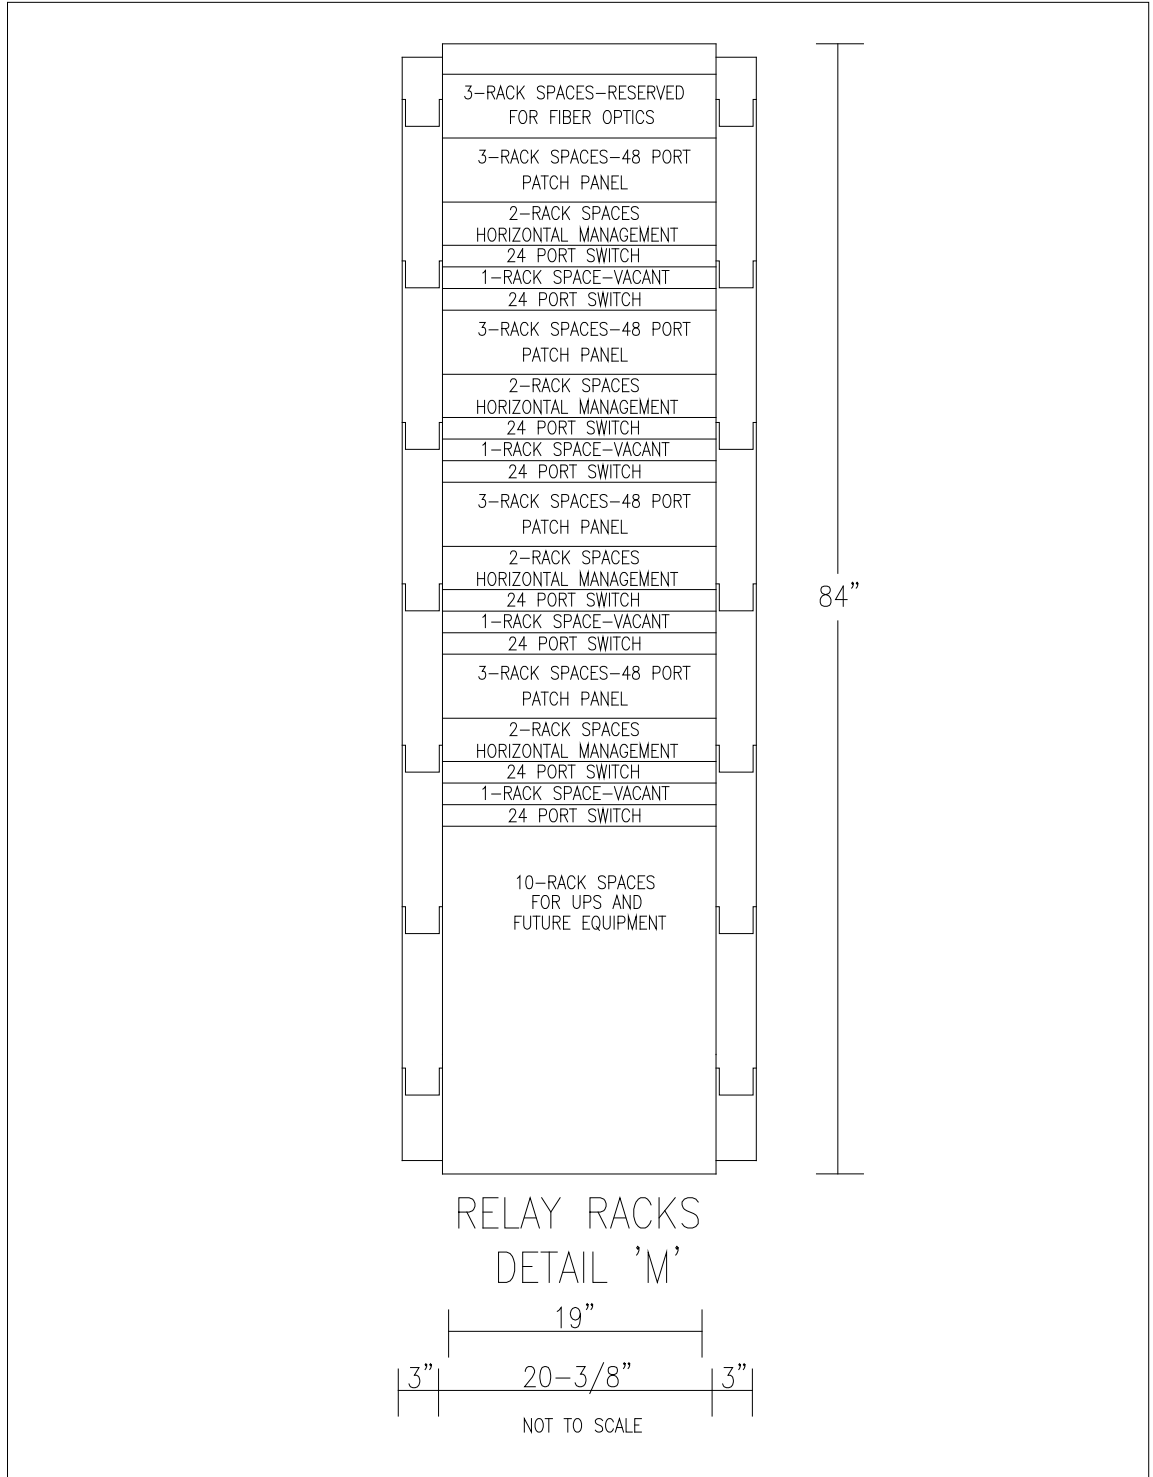 3-RACK SPACES-RESERVED
FOR FIBER OPTICS
3-RACK SPACES-48 PORT
PATCH PANEL
2-RACK SPACES
HORIZONTAL MANAGEMENT
24 PORT SWITCH
1-RACK SPACE-VACANT
24 PORT SWITCH
3-RACK SPACES-48 PORT
PATCH PANEL
2-RACK SPACES
HORIZONTAL MANAGEMENT
24 PORT SWITCH
1-RACK SPACE-VACANT
24 PORT SWITCH
3-RACK SPACES-48 PORT
PATCH PANEL
2-RACK SPACES
HORIZONTAL MANAGEMENT
24 PORT SWITCH
1-RACK SPACE-VACANT
24 PORT SWITCH
3-RACK SPACES-48 PORT
PATCH PANEL
2-RACK SPACES
HORIZONTAL MANAGEMENT
24 PORT SWITCH
1-RACK SPACE-VACANT
24 PORT SWITCH
10-RACK SPACES
FOR UPS AND
FUTURE EQUIPMENT
84"
RELAY RACKS
DETAIL 'M'
19"
3" 20-3/8" 3"
NOT TO SCALE